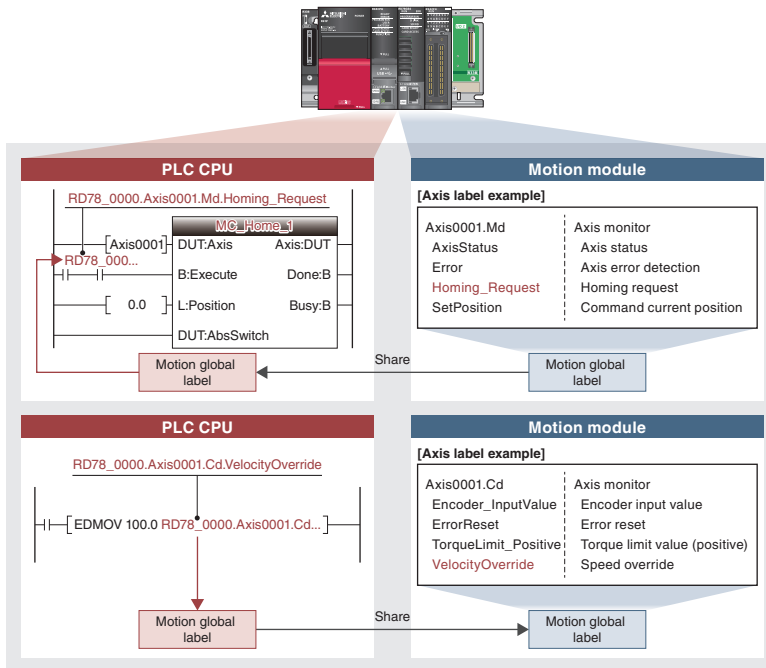 PLC CPU
RD78_0000.Axis0001.Md.Homing_Request
MC_Home_1
[Axis0001]
DUT:Axis
Axis:DUT
RD78_000...
B:Execute
Done:B
[ 0.0 ]
L:Position
Busy:B
DUT:AbsSwitch
Motion global
label
Share
Motion module
[Axis label example]
Axis0001.Md Axis monitor
AxisStatus Axis status
Error Axis error detection
Homing_Request Homing request
SetPosition Command current position
Motion global
label
PLC CPU
RD78_0000.Axis0001.Cd.VelocityOverride
[EDMOV 100.0 RD78_0000.Axis0001.Cd...]
Motion global
label
Share
Motion module
[Axis label example]
Axis0001.Cd Axis monitor
Encoder_InputValue Encoder input value
ErrorReset Error reset
TorqueLimit_Positive Torque limit value (positive)
VelocityOverride Speed override
Motion global
label